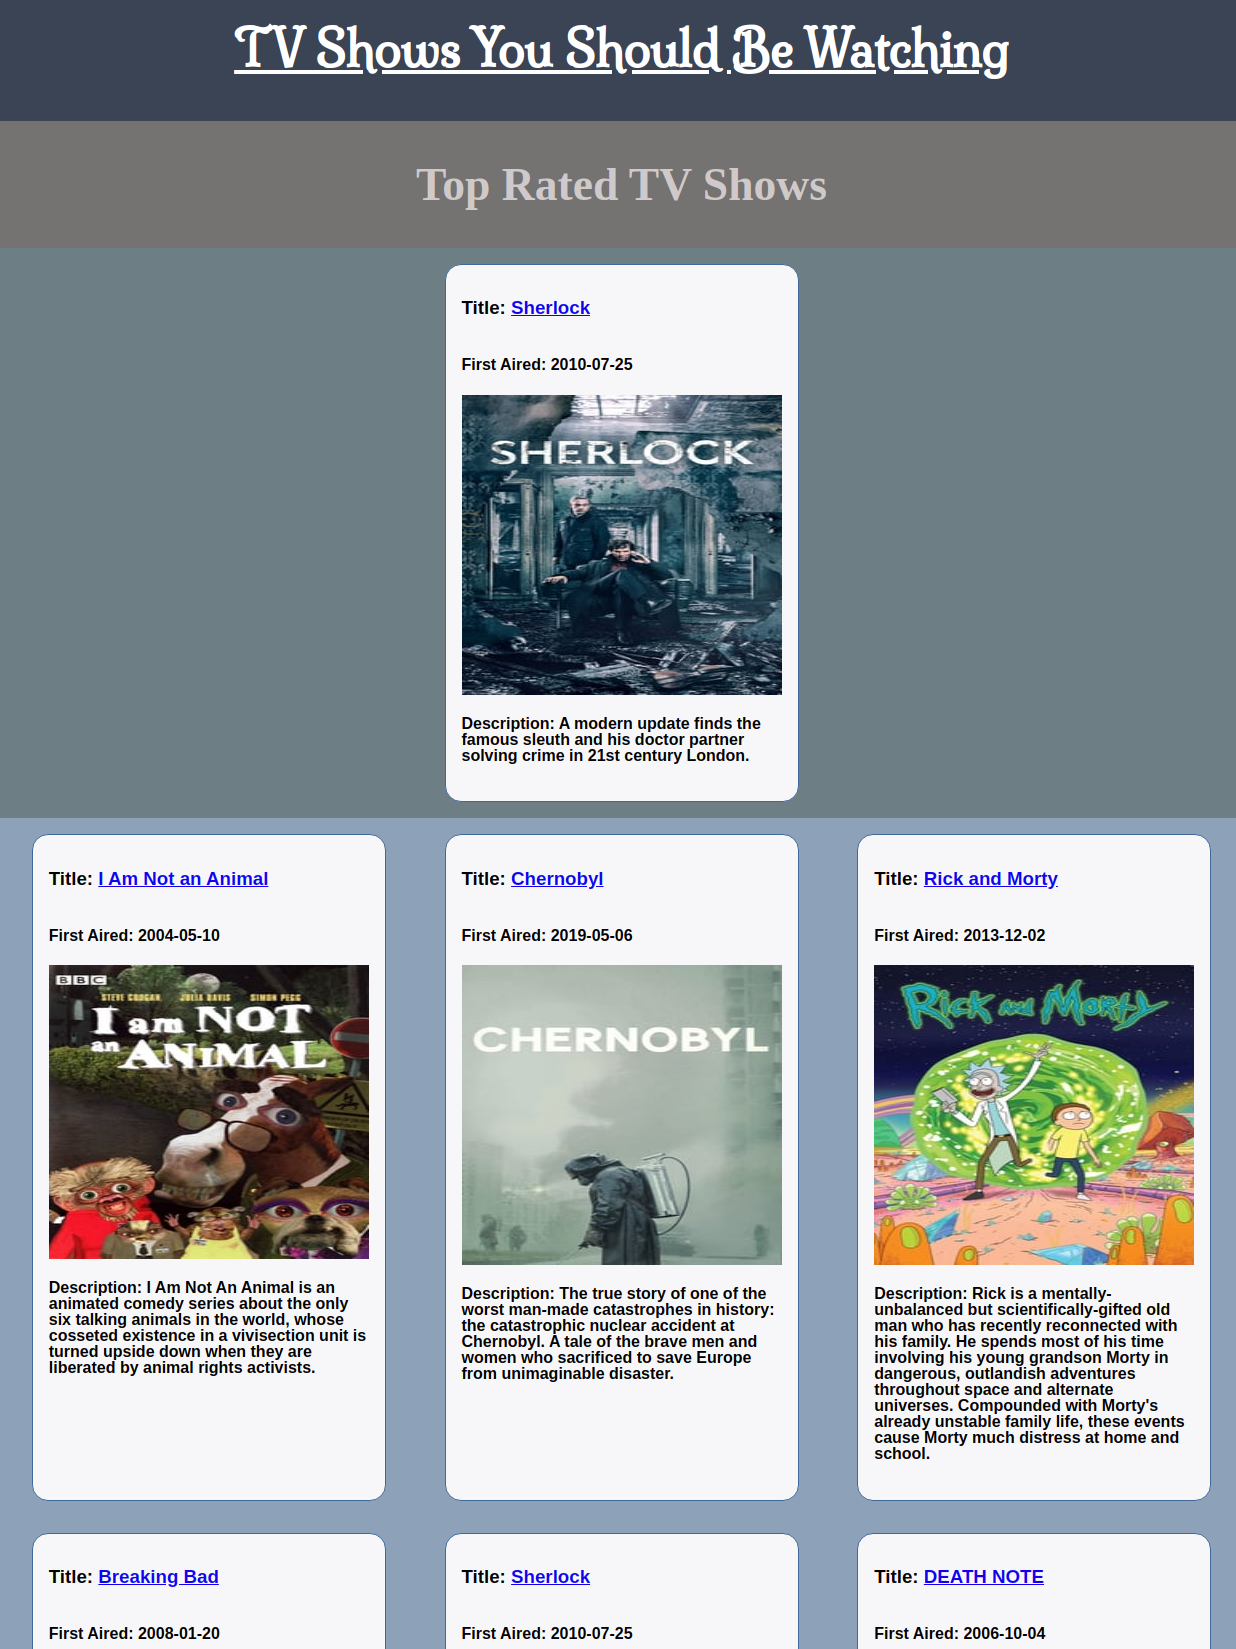 TV Shows You Should Be Watching
Top Rated TV Shows
Title: Sherlock
First Aired: 2010-07-25
SHERLOCK
Description: A modern update finds the
famous sleuth and his doctor partner
solving crime in 21st century London.
Title: I Am Not an Animal
First Aired: 2004-05-10
BBC
STEVE COOGAN JULIA DAVIS SIMON PEGG
I am NOT
an ANIMAL
Description: I Am Not An Animal is an
animated comedy series about the only
six talking animals in the world, whose
cosseted existence in a vivisection unit is
turned upside down when they are
liberated by animal rights activists.
Title: Chernobyl
First Aired: 2019-05-06
CHERNOBYL
Description: The true story of one of the
worst man-made catastrophes in history:
the catastrophic nuclear accident at
Chernobyl. A tale of the brave men and
women who sacrificed to save Europe
from unimaginable disaster.
Title: Rick and Morty
First Aired: 2013-12-02
Rick and Morty
Description: Rick is a mentally-
unbalanced but scientifically-gifted old
man who has recently reconnected with
his family. He spends most of his time
involving his young grandson Morty in
dangerous, outlandish adventures
throughout space and alternate
universes. Compounded with Morty's
already unstable family life, these events
cause Morty much distress at home and
school.
Title: Breaking Bad
First Aired: 2008-01-20
Title: Sherlock
First Aired: 2010-07-25
Title: DEATH NOTE
First Aired: 2006-10-04